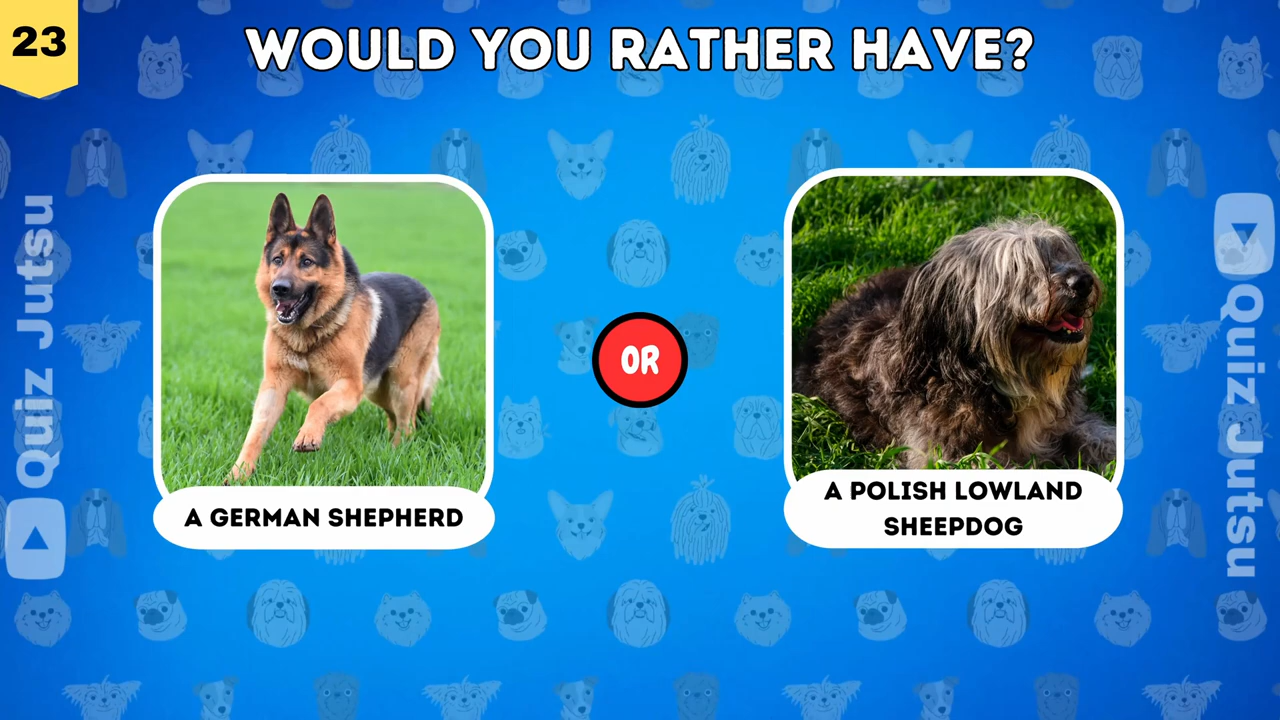 23
WOULD YOU RATHER HAVE?
Quiz Jutsu
OR
Quiz Jutsu
A GERMAN SHEPHERD
A POLISH LOWLAND
SHEEPDOG